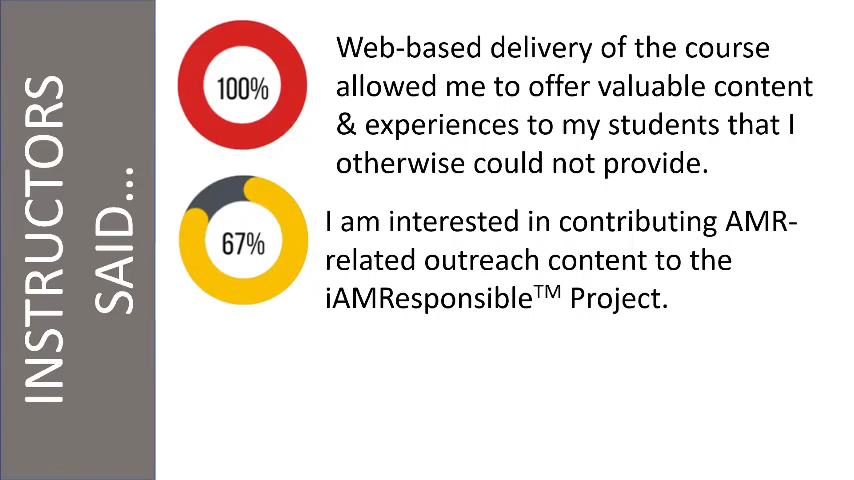 INSTRUCTORS
SAID...
100%
Web-based delivery of the course
allowed me to offer valuable content
& experiences to my students that I
otherwise could not provide.
67%
I am interested in contributing AMR-
related outreach content to the
iAMResponsible™ Project.